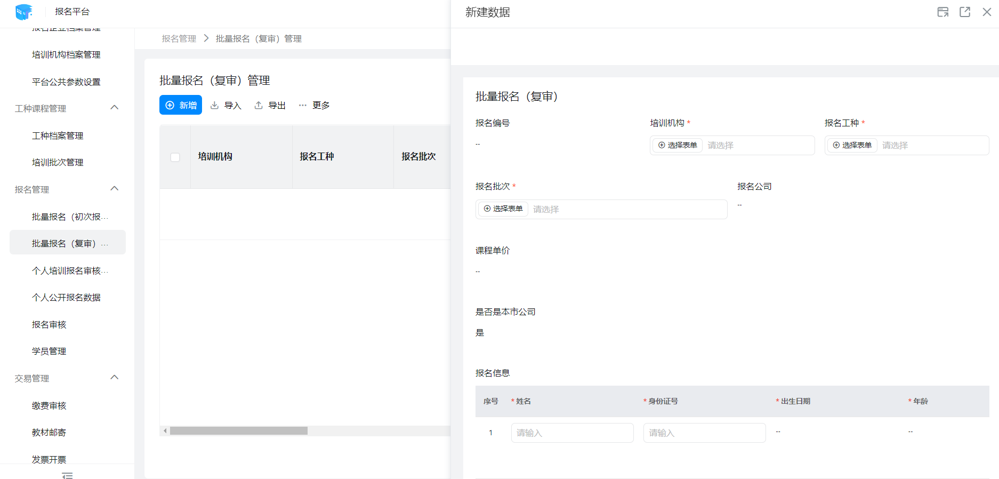 报名平台
报名企业档案管理
培训机构档案管理
平台公共参数设置
工种课程管理
工种档案管理
培训批次管理
报名管理
批量报名（初次报...
批量报名（复审）...
个人培训报名审核...
个人公开报名数据
报名审核
学员管理
交易管理
缴费审核
教材邮寄
发票开票
报名管理 > 批量报名（复审）管理
批量报名（复审）管理
新增 导入 导出 ··· 更多
培训机构 报名工种 报名批次
新建数据
批量报名（复审）
报名编号 培训机构 * 报名工种 *
-- 选择表单 请选择 选择表单 请选择
报名批次 * 报名公司
选择表单 请选择 --
课程单价
--
是否是本市公司
是
报名信息
序号 * 姓名 * 身份证号 * 出生日期 * 年龄
1 请输入 请输入 -- --